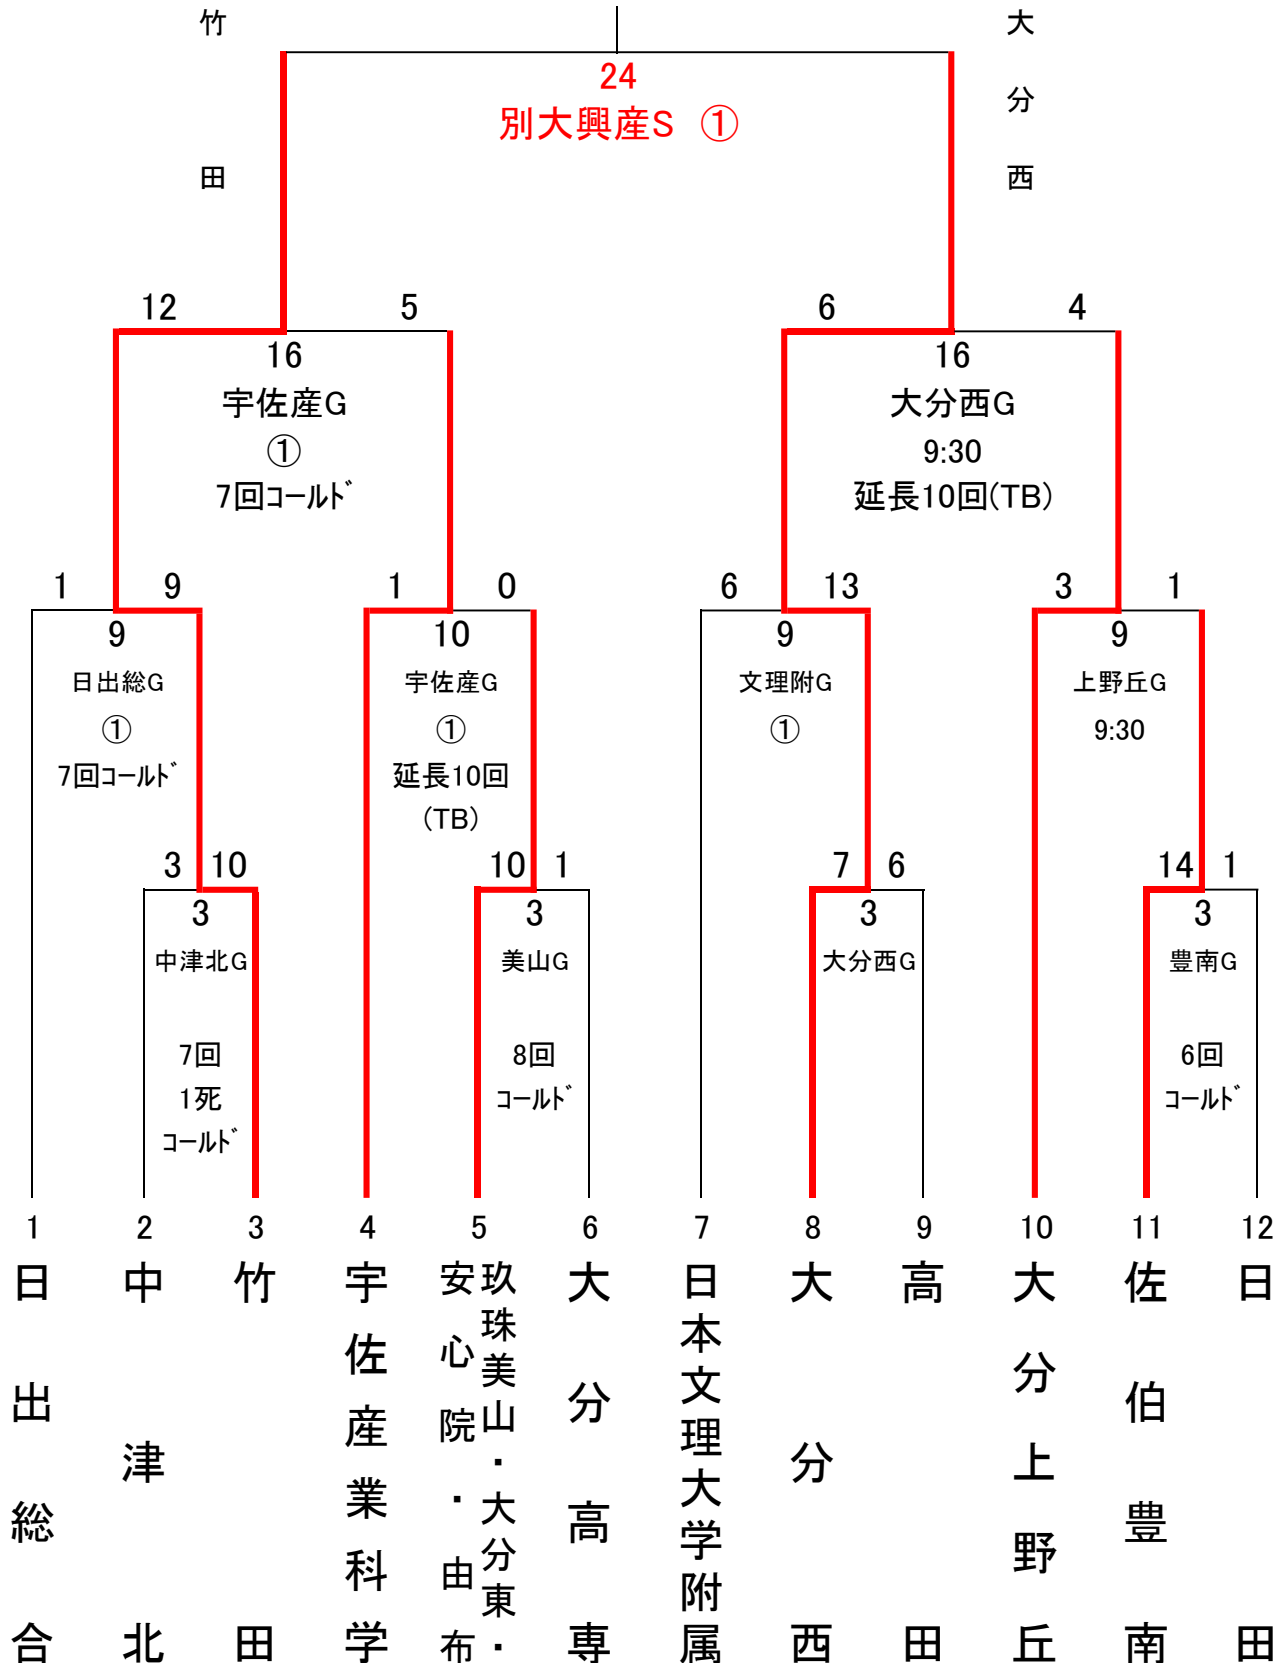 竹田
大分西
24
別大興産S ①
12 5
16
宇佐産G
①
7回コールド
6 4
16
大分西G
9:30
延長10回(TB)
1 9
9
日出総G
①
7回コールド
1 0
10
宇佐産G
①
延長10回
(TB)
6 13
9
文理附G
①
3 1
9
上野丘G
9:30
3 10
3
中津北G
7回
1死
コールド
10 1
3
美山G
8回
コールド
7 6
3
大分西G
14 1
3
豊南G
6回
コールド
1 2 3 4 5 6 7 8 9 10 11 12
日出総合
中津北
竹田
宇佐産業科学
玖珠美山・大分東・
安心院・由布
大分高専
日本文理大学附属
大分西
高田
大分上野丘
佐伯豊南
日田